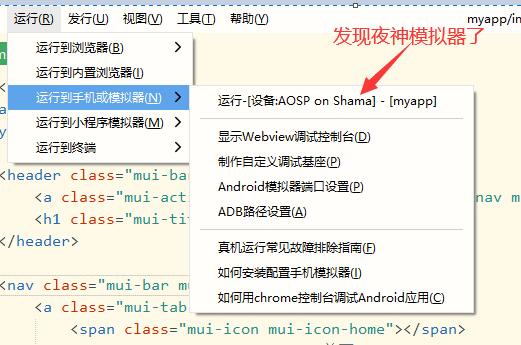 运行(R) 发行(U) 视图(V) 工具(T) 帮助(Y) myapp/in
发现夜神模拟器了
运行到浏览器(B)
运行到内置浏览器(I)
运行到手机或模拟器(N)
运行到小程序模拟器(M)
运行到终端
运行-[设备:AOSP on Shama] - [myapp]
显示Webview调试控制台(D)
制作自定义调试基座(P)
Android模拟器端口设置(P)
ADB路径设置(A)
真机运行常见故障排除指南(F)
如何安装配置手机模拟器(I)
如何用chrome控制台调试Android应用(C)
<header class="mui-ba
<a class="mui-act
nav m
<h1 class="mui-tit
</header>
<nav class="mui-bar mu
<a class="mui-tab
<span class="mui-icon mui-icon-home"></span>